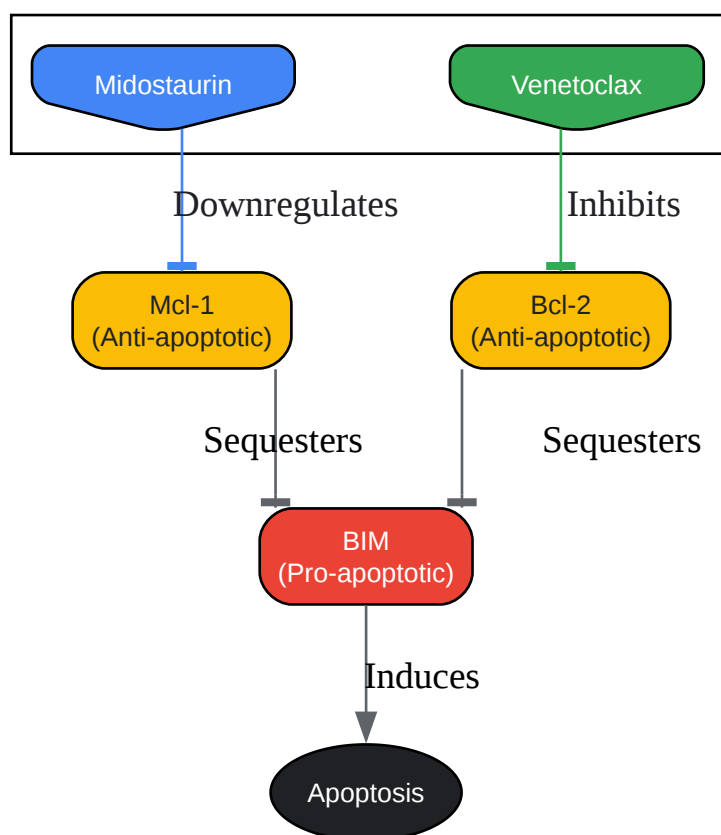 Midostaurin
Venetoclax
Downregulates
Inhibits
Mcl-1
(Anti-apoptotic)
Bcl-2
(Anti-apoptotic)
Sequesters
Sequesters
BIM
(Pro-apoptotic)
Induces
Apoptosis